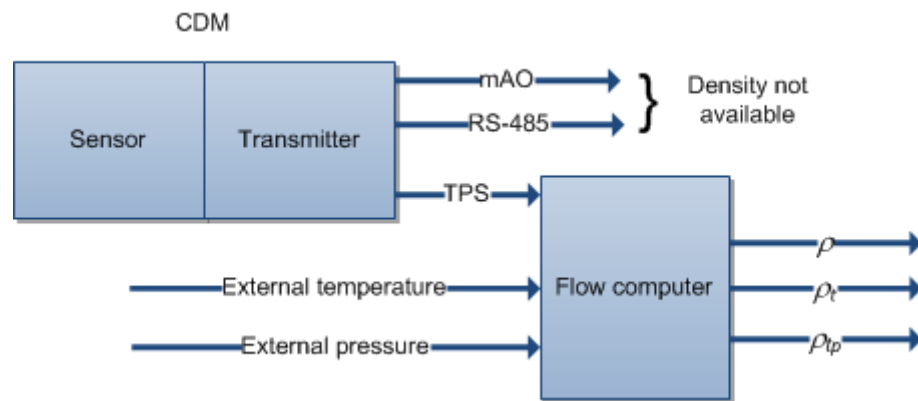 CDM
Sensor
Transmitter
mAO
RS-485
Density not
available
TPS
External temperature
External pressure
Flow computer
ρ
ρt
ρtp